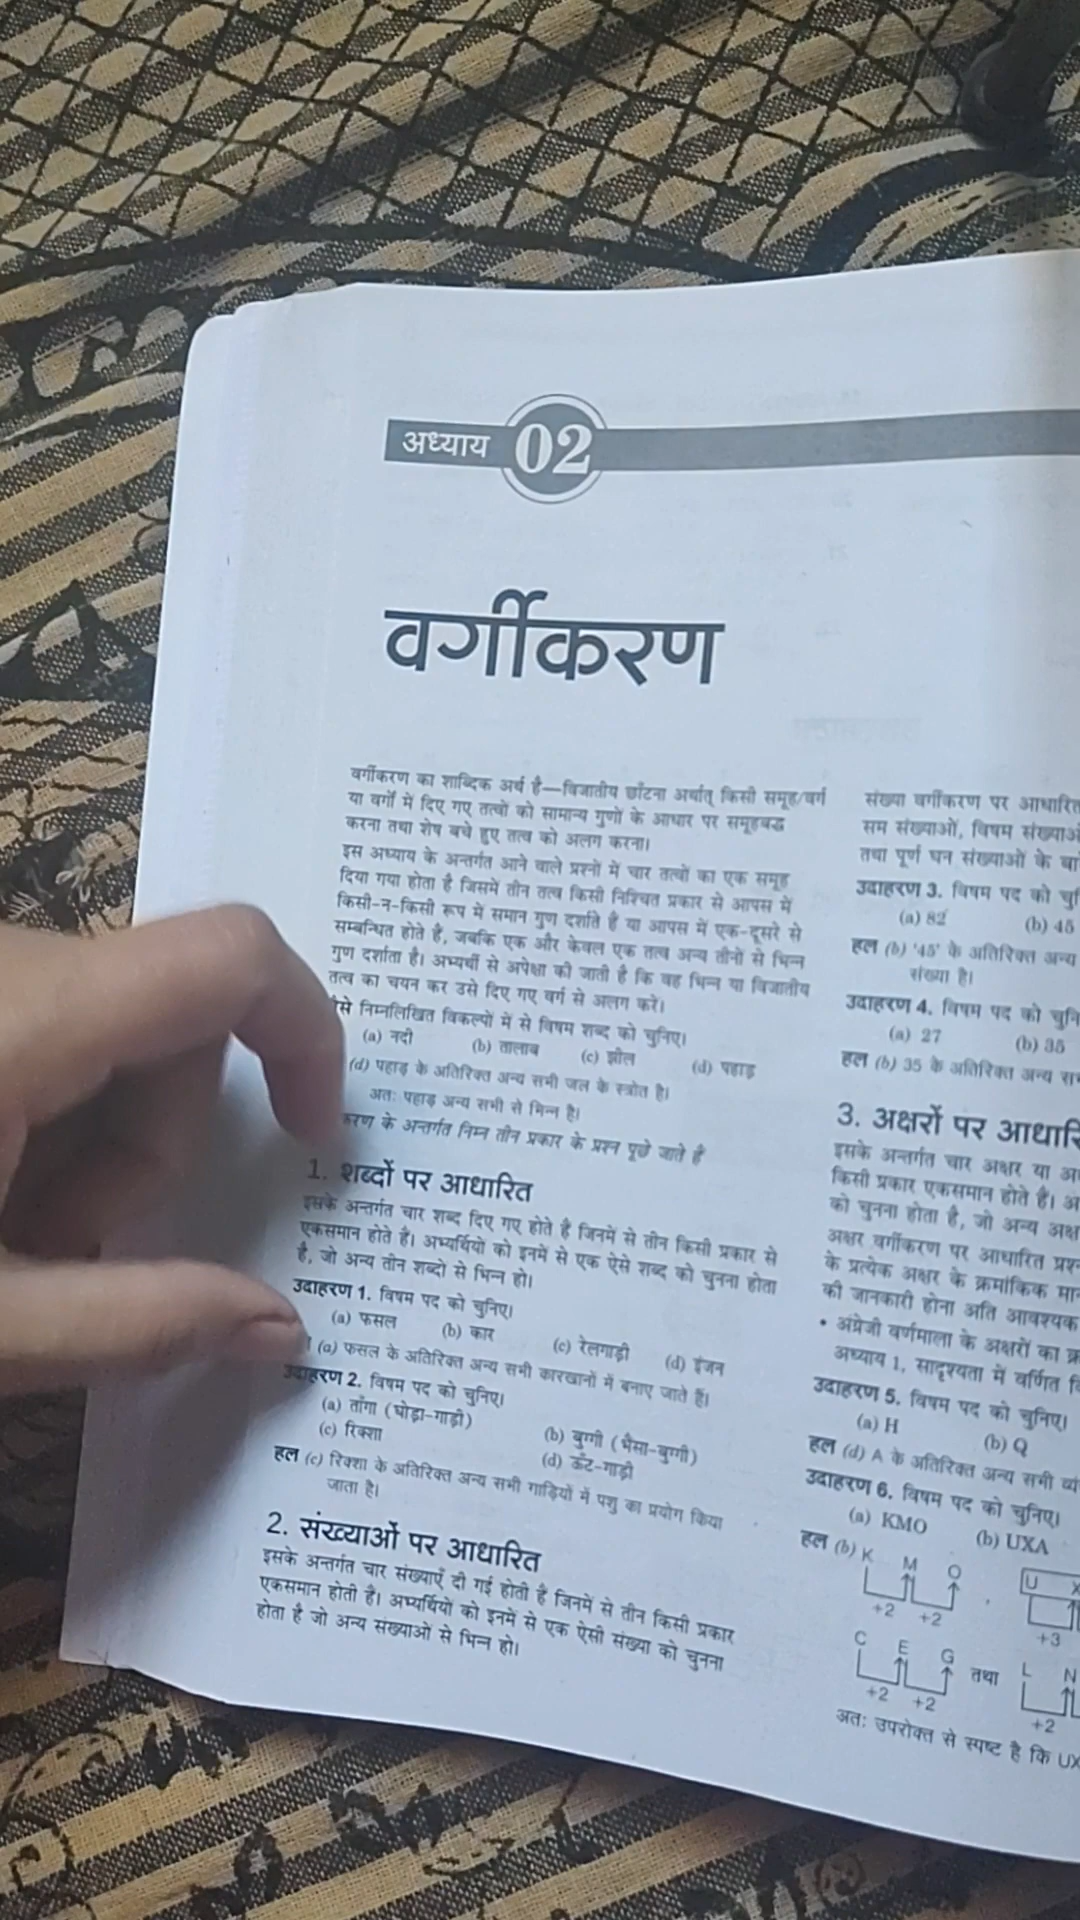 अध्याय 02
वर्गीकरण
वर्गीकरण का शाब्दिक अर्थ है—विजातीय छाँटना अर्थात् किसी समूह/वर्ग
या वर्गों में दिए गए तत्वों को सामान्य गुणों के आधार पर समूहबद्ध
करना तथा शेष बचे हुए तत्व को अलग करना।
इस अध्याय के अन्तर्गत आने वाले प्रश्नों में चार तत्वों का एक समूह
दिया गया होता है जिसमें तीन तत्व किसी निश्चित प्रकार से आपस में
किसी-न-किसी रूप में समान गुण दर्शाते हैं या आपस में एक-दूसरे से
सम्बन्धित होते हैं, जबकि एक और केवल एक तत्व अन्य तीनों से भिन्न
गुण दर्शाता है। अभ्यर्थी से अपेक्षा की जाती है कि वह भिन्न या विजातीय
तत्व का चयन कर उसे दिए गए वर्ग से अलग करें।
निम्नलिखित विकल्पों में से विषम शब्द को चुनिए।
(a) नदी (b) तालाब (c) झील (d) पहाड़
(d) पहाड़ के अतिरिक्त अन्य सभी जल के स्त्रोत है।
अतः पहाड़ अन्य सभी से भिन्न है।
के अन्तर्गत निम्न तीन प्रकार के प्रश्न पूछे जाते हैं
1. शब्दों पर आधारित
इसके अन्तर्गत चार शब्द दिए गए होते हैं जिनमें से तीन किसी प्रकार से
एकसमान होते हैं। अभ्यर्थियों को इनमें से एक ऐसे शब्द को चुनना होता
है, जो अन्य तीन शब्दों से भिन्न हो।
उदाहरण 1. विषम पद को चुनिए।
(a) फसल (b) कार (c) रेलगाड़ी (d) इंजन
(a) फसल के अतिरिक्त अन्य सभी कारखानों में बनाए जाते हैं।
उदाहरण 2. विषम पद को चुनिए।
(a) ताँगा (घोड़ा-गाड़ी) (b) बुग्गी (भैंसा-बुग्गी)
(c) रिक्शा (d) ऊँट-गाड़ी
हल (c) रिक्शा के अतिरिक्त अन्य सभी गाड़ियों में पशु का प्रयोग किया
जाता है।
2. संख्याओं पर आधारित
इसके अन्तर्गत चार संख्याएँ दी गई होती हैं जिनमें से तीन किसी प्रकार
एकसमान होती हैं। अभ्यर्थियों को इनमें से एक ऐसी संख्या को चुनना
होता है जो अन्य संख्याओं से भिन्न हो।
संख्या वर्गीकरण पर आधारित
सम संख्याओं, विषम
तथा पूर्ण घन संख्याओं के
उदाहरण 3. विषम पद को
(a) 82 (b) 45
हल (b) '45' के अतिरिक्त अन्य
संख्या है।
उदाहरण 4. विषम पद को
(a) 27 (b) 35
हल (b) 35 के अतिरिक्त अन्य
3. अक्षरों पर
इसके अन्तर्गत चार अक्षर या
किसी प्रकार एकसमान होते हैं।
को चुनना होता है, जो अन्य
अक्षर वर्गीकरण पर आधारित
के प्रत्येक अक्षर के क्रमांकिक
की जानकारी होना अति आवश्यक
• अंग्रेजी वर्णमाला के अक्षरों का
अध्याय 1, सादृश्यता में वर्णित
उदाहरण 5. विषम पद को चुनिए।
(a) H (b) Q
हल (d) A के अतिरिक्त अन्य सभी
उदाहरण 6. विषम पद को चुनिए।
(a) KMO (b) UXA
हल (b) K M O U X
+2 +2 +3
C E G तथा L N
+2 +2 +2
अतः उपरोक्त से स्पष्ट है कि